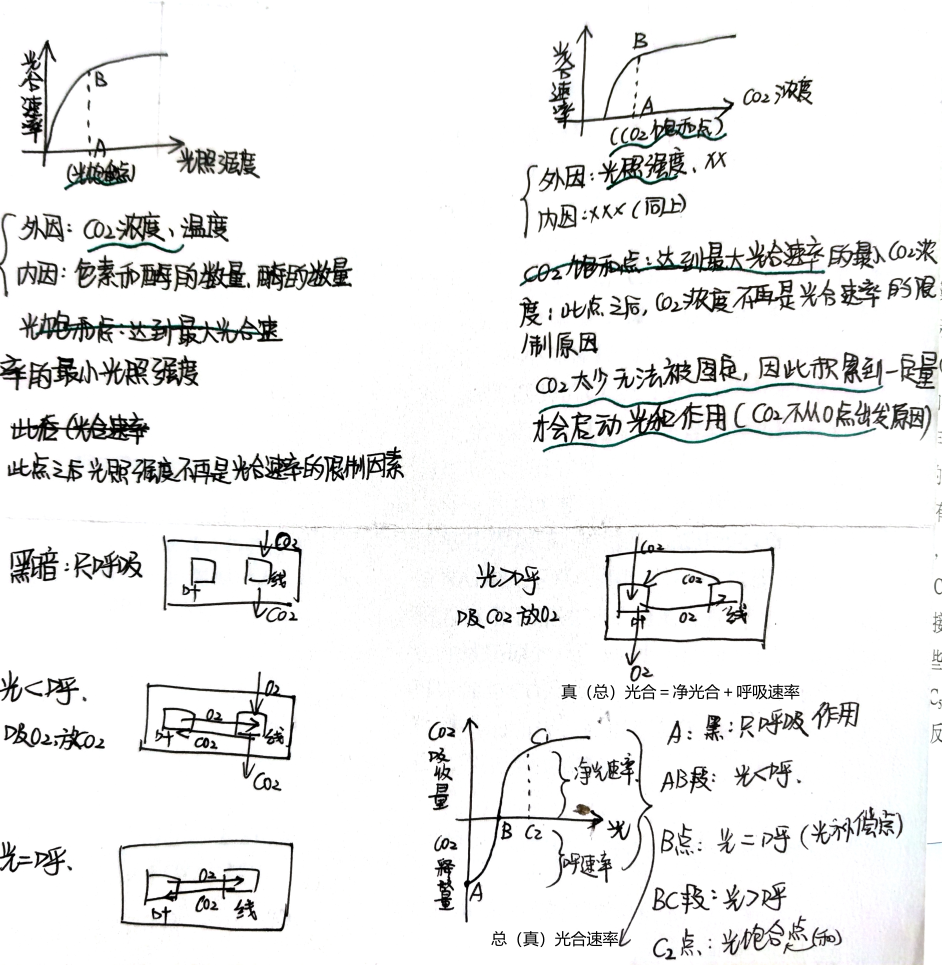 光合速率
B
A
光照强度
(光饱和点)
外因：CO2浓度、温度
内因：色素和酶的数量，酶的数量
光饱和点：达到最大光合速
率的最小光照强度
此后（光合速率
此点之后光照强度不再是光合速率的限制因素
光合速率
B
A
CO2浓度
(CO2饱和点)
外因：光照强度、××
内因：×××（同上）
CO2饱和点：达到最大光合速率的最小CO2浓
度；此点之后，CO2浓度不再是光合速率的限
制原因
CO2太少无法被固定，因此积累到一定量
才会启动光合作用（CO2不从0点出发原因）
黑暗：只呼吸
叶
线
CO2
CO2
光＜呼．
吸O2，放CO2
O2
O2
CO2
叶
线
CO2
光＝呼．
O2
CO2
叶
线
光＞呼
吸CO2放O2
CO2
CO2
O2
叶
线
O2
真（总）光合＝净光合＋呼吸速率
CO2吸收量
CO2释放量
C1
B
C2
光
A
净光速率
呼速率
总（真）光合速率
A：黑：只呼吸作用
AB段：光＜呼．
B点：光＝呼（光补偿点）
BC段：光＞呼
C2点：光饱合点（和）